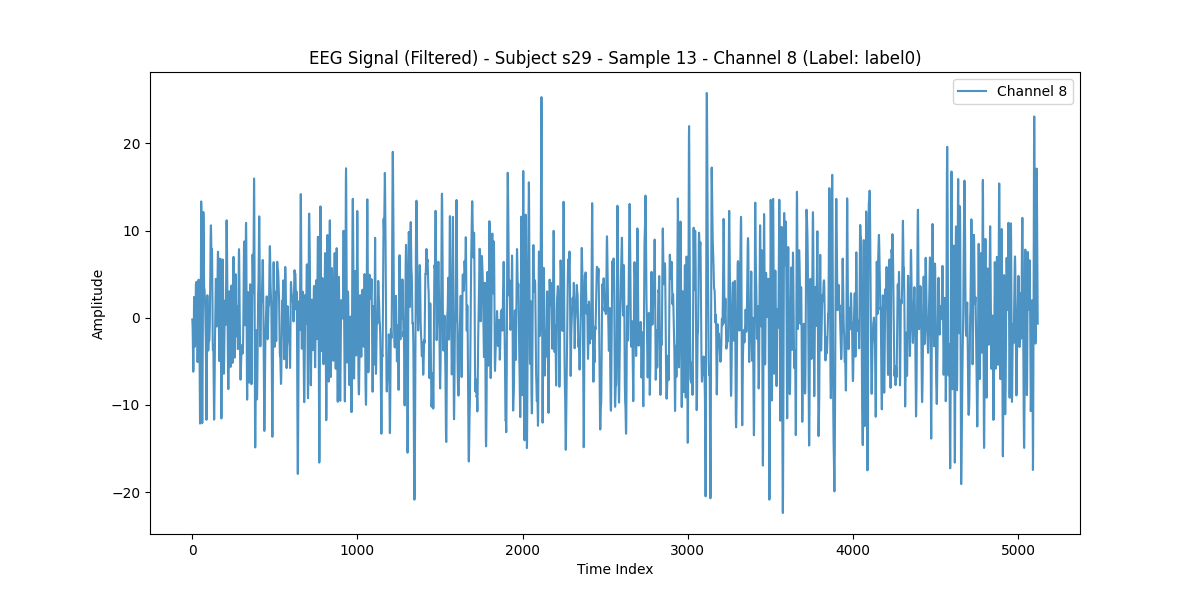 EEG Signal (Filtered) - Subject s29 - Sample 13 - Channel 8 (Label: label0)
Channel 8
20
10
0
−10
−20
Amplitude
0 1000 2000 3000 4000 5000
Time Index